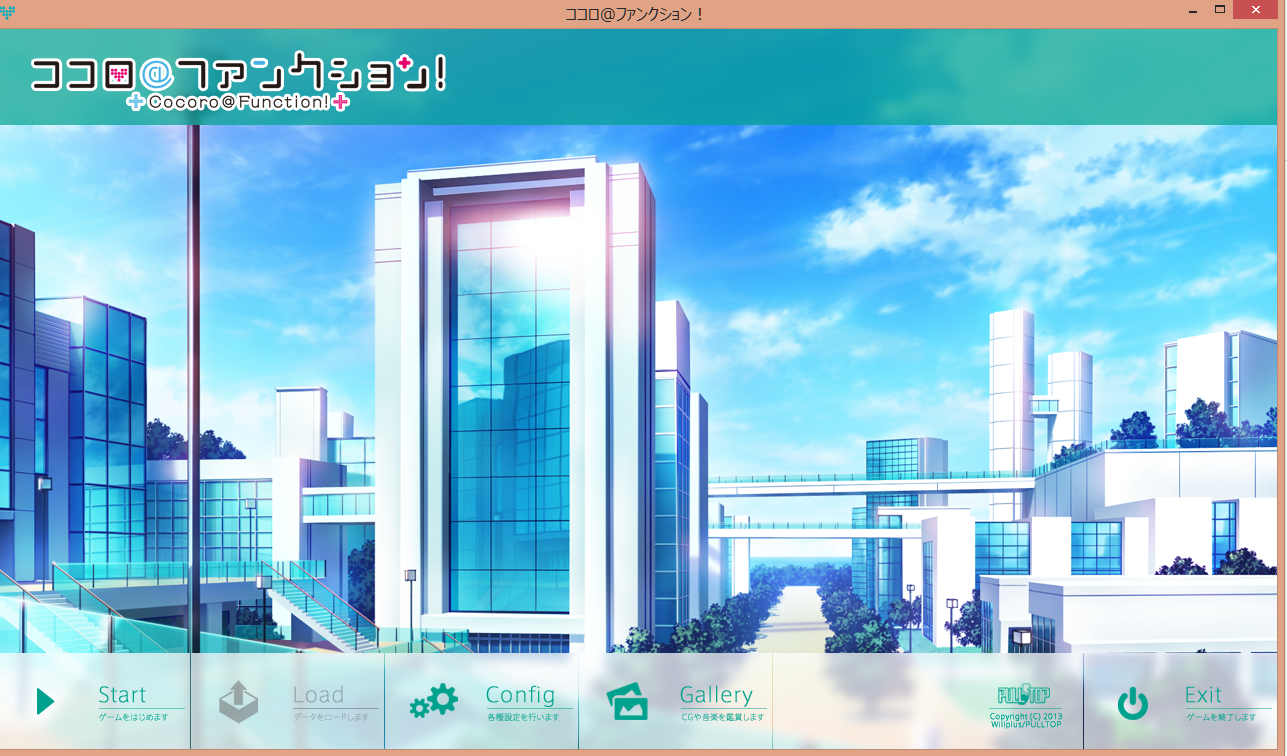 ココロ@ファンクション！
ココロ@ファンクション!
Cocoro@Function!
Start
ゲームをはじめます
Load
データをロードします
Config
各種設定を行います
Gallery
CGや音楽を鑑賞します
PULLTOP
Copyright (C) 2013
Willplus/PULLTOP
Exit
ゲームを終了します